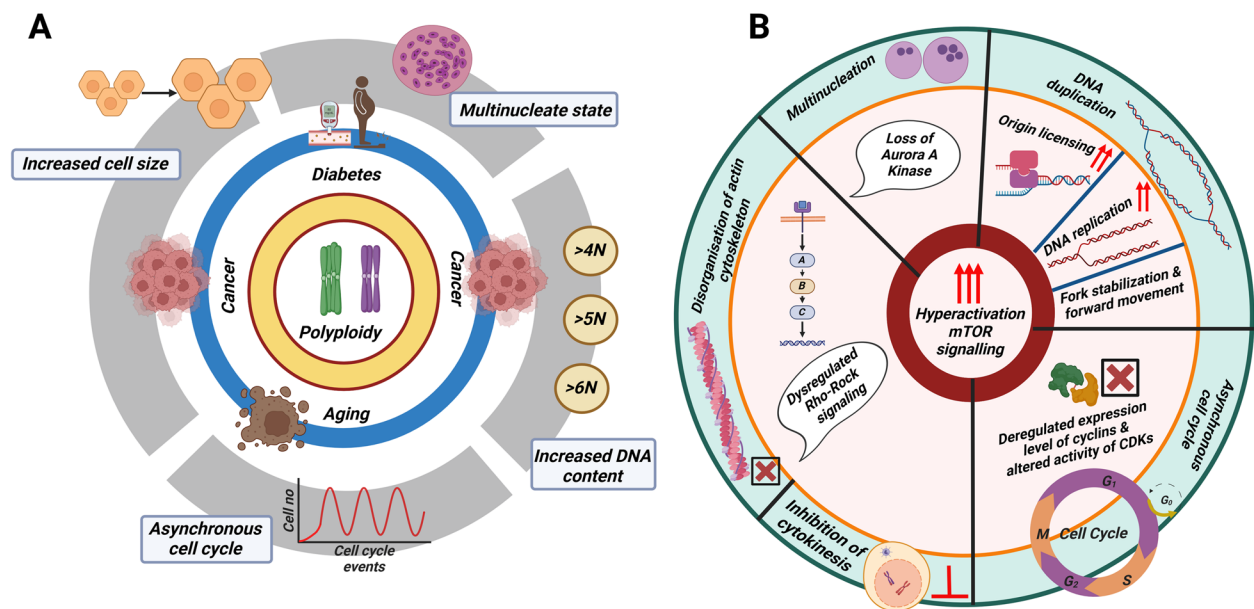 A
Multinucleate state
Increased cell size
Diabetes
Cancer
Cancer
Polyploidy
Aging
>4N
>5N
>6N
Increased DNA
content
Asynchronous
cell cycle
Cell no
Cell cycle
events
B
Multinucleation
DNA
duplication
Disorganisation of actin
cytoskeleton
Inhibition of
cytokinesis
Asynchronous
cell cycle
Loss of
Aurora A
Kinase
Origin licensing
DNA replication
Fork stabilization &
forward movement
A
B
C
Hyperactivation
mTOR
signalling
Dysregulated
Rho-Rock
signaling
Deregulated expression
level of cyclins &
altered activity of CDKs
G1
G0
M
Cell Cycle
G2
S